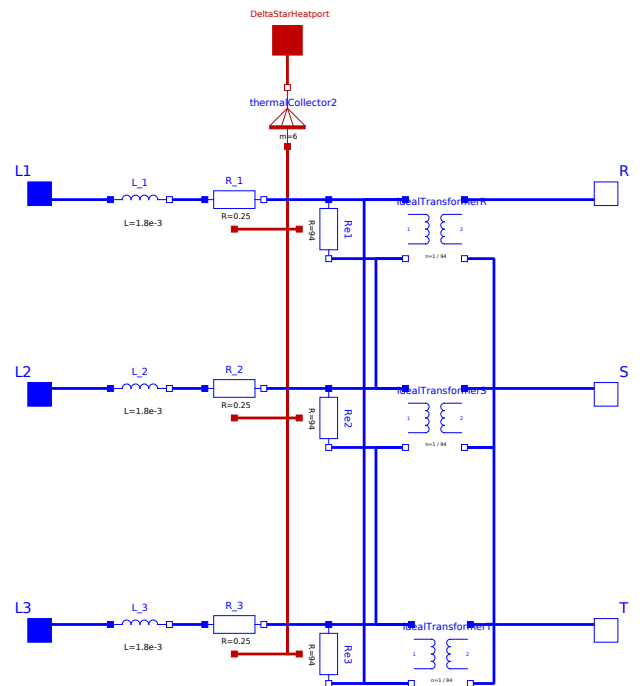 DeltaStarHeatport
thermalCollector2
m=6
L1
L_1
L=1.8e-3
R_1
R=0.25
R=94
Re1
idealTransformerR
1
2
n=1 / 94
R
L2
L_2
L=1.8e-3
R_2
R=0.25
R=94
Re2
idealTransformerS
1
2
n=1 / 94
S
L3
L_3
L=1.8e-3
R_3
R=0.25
R=94
Re3
idealTransformerT
1
2
n=1 / 94
T